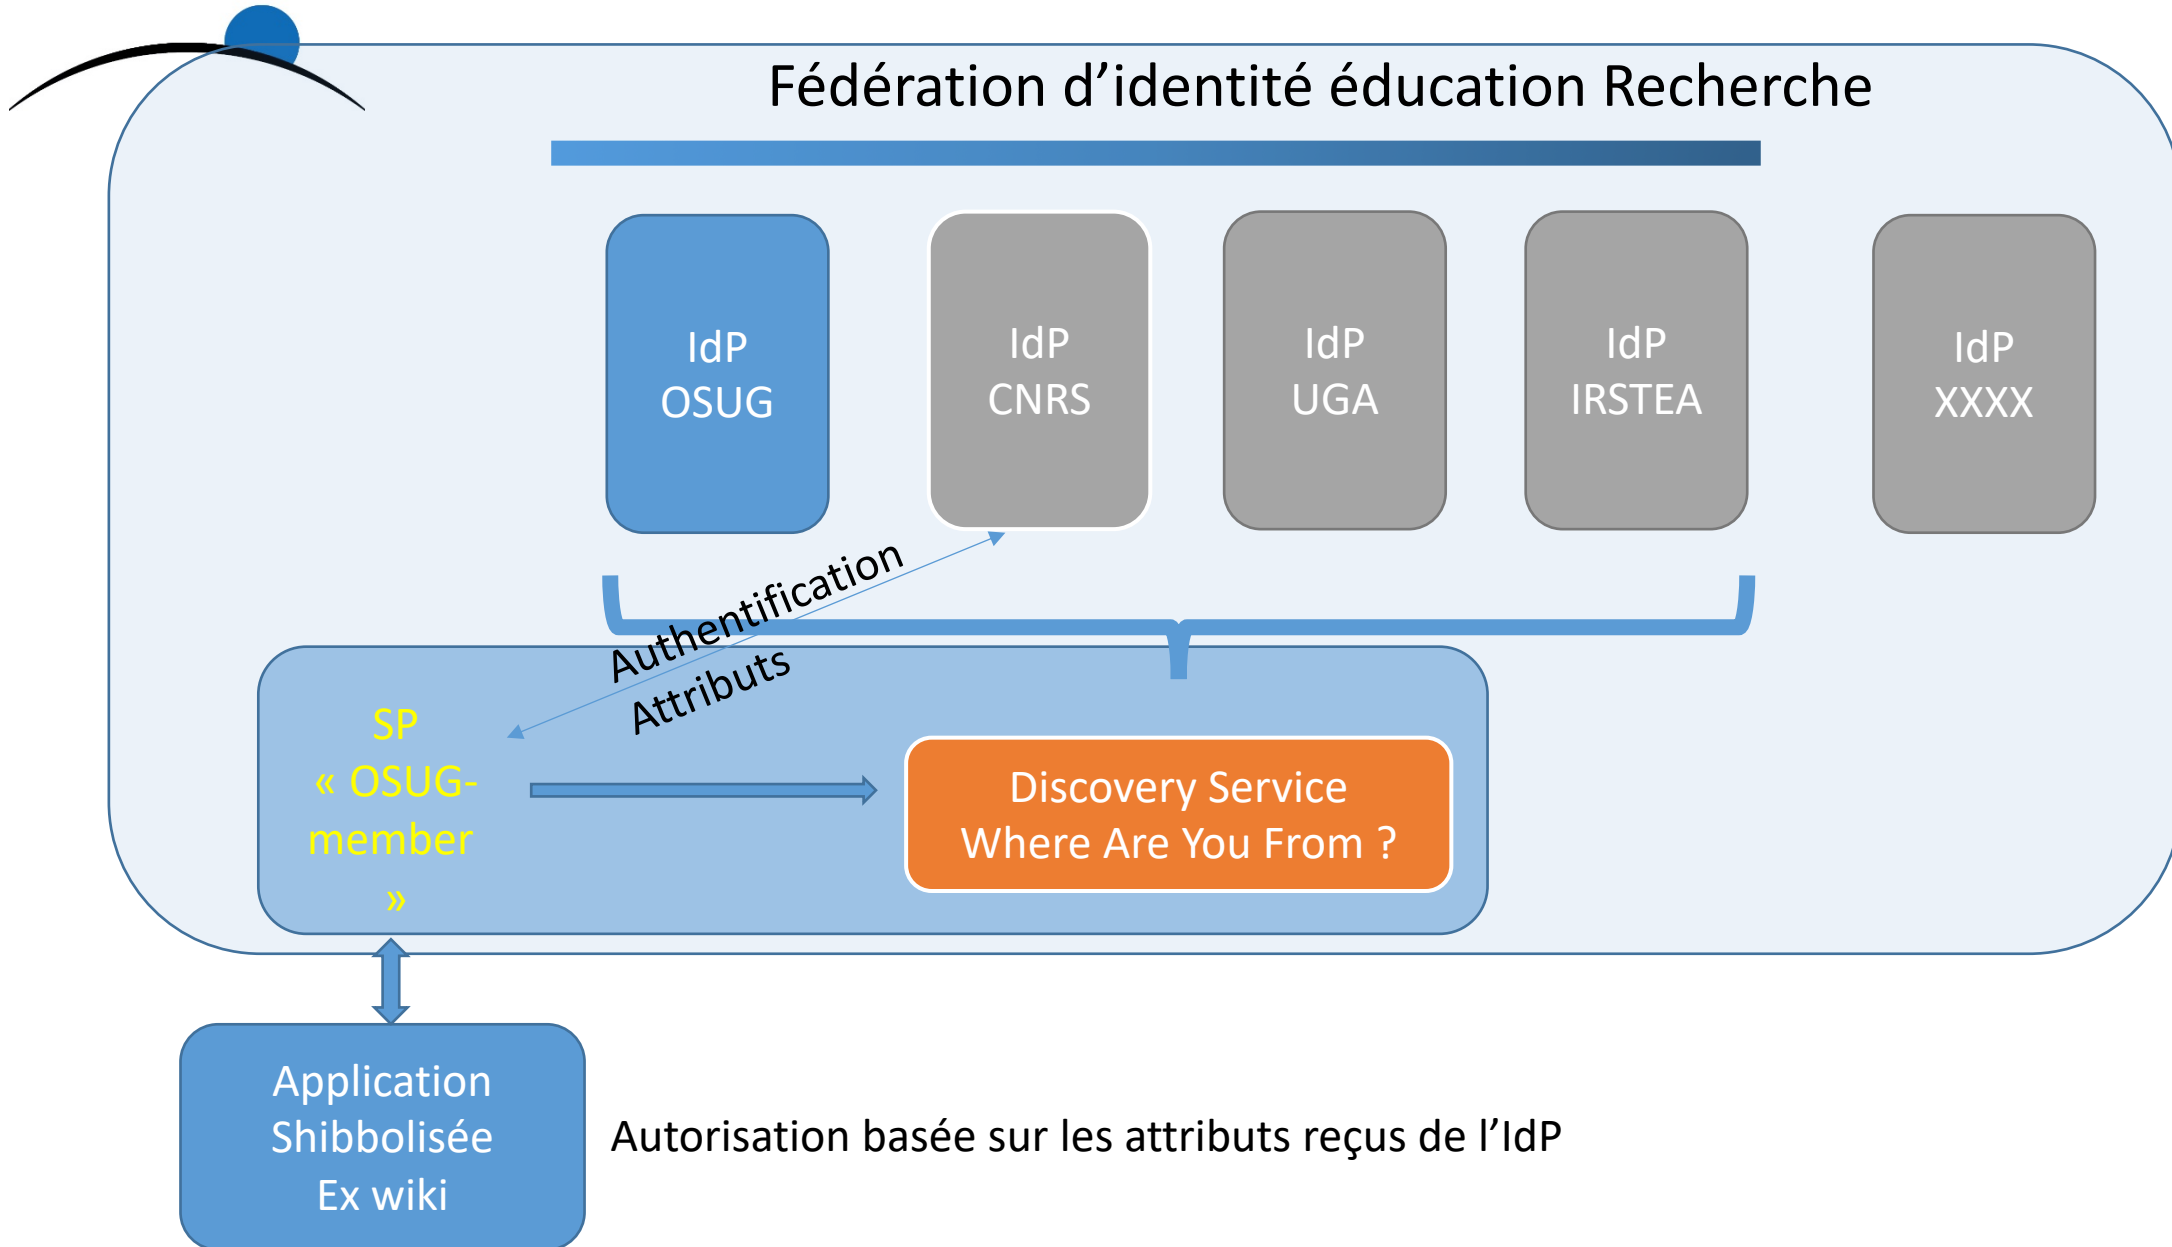 Fédération d’identité éducation Recherche
IdP
OSUG
IdP
CNRS
IdP
UGA
IdP
IRSTEA
IdP
XXXX
Authentification
Attributs
SP
« OSUG-
member
»
Discovery Service
Where Are You From ?
Application
Shibbolisée
Ex wiki
Autorisation basée sur les attributs reçus de l’IdP